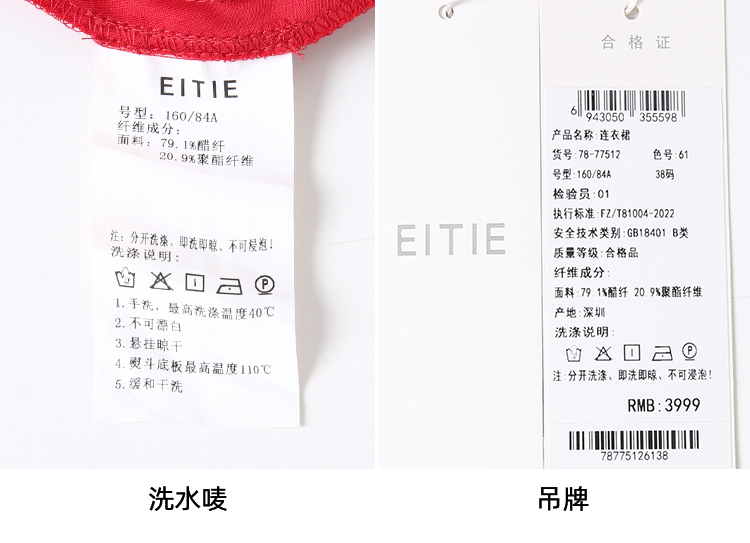 EITIE
号型: 160/84A
纤维成分:
面料: 79.1%醋纤
20.9%聚酯纤维
注: 分开洗涤、即洗即晾、不可浸泡!
洗涤说明:
1.手洗, 最高洗涤温度40℃
2.不可漂白
3.悬挂晾干
4.熨斗底板最高温度110℃
5.缓和干洗
洗水唛
EITIE
合格证
6 943050 355598
产品名称:连衣裙
货号:78-77512 色号:61
号型:160/84A 38码
检验员:01
执行标准:FZ/T81004-2022
安全技术类别:GB18401 B类
质量等级:合格品
纤维成分:
面料:79.1%醋纤 20.9%聚酯纤维
产地:深圳
洗涤说明:
注:分开洗涤、即洗即晾、不可浸泡!
RMB:3999
78775126138
吊牌